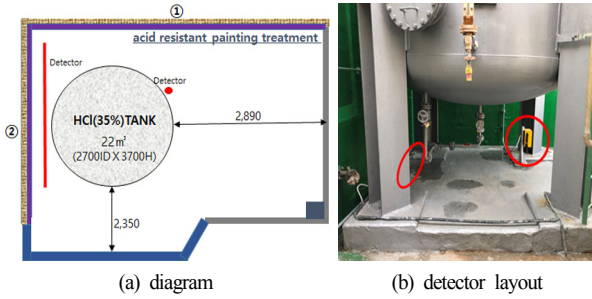 ①
acid resistant painting treatment
Detector
Detector
②
HCl(35%)TANK
22㎥
(2700ID X 3700H)
2,890
2,350
(a) diagram
(b) detector layout